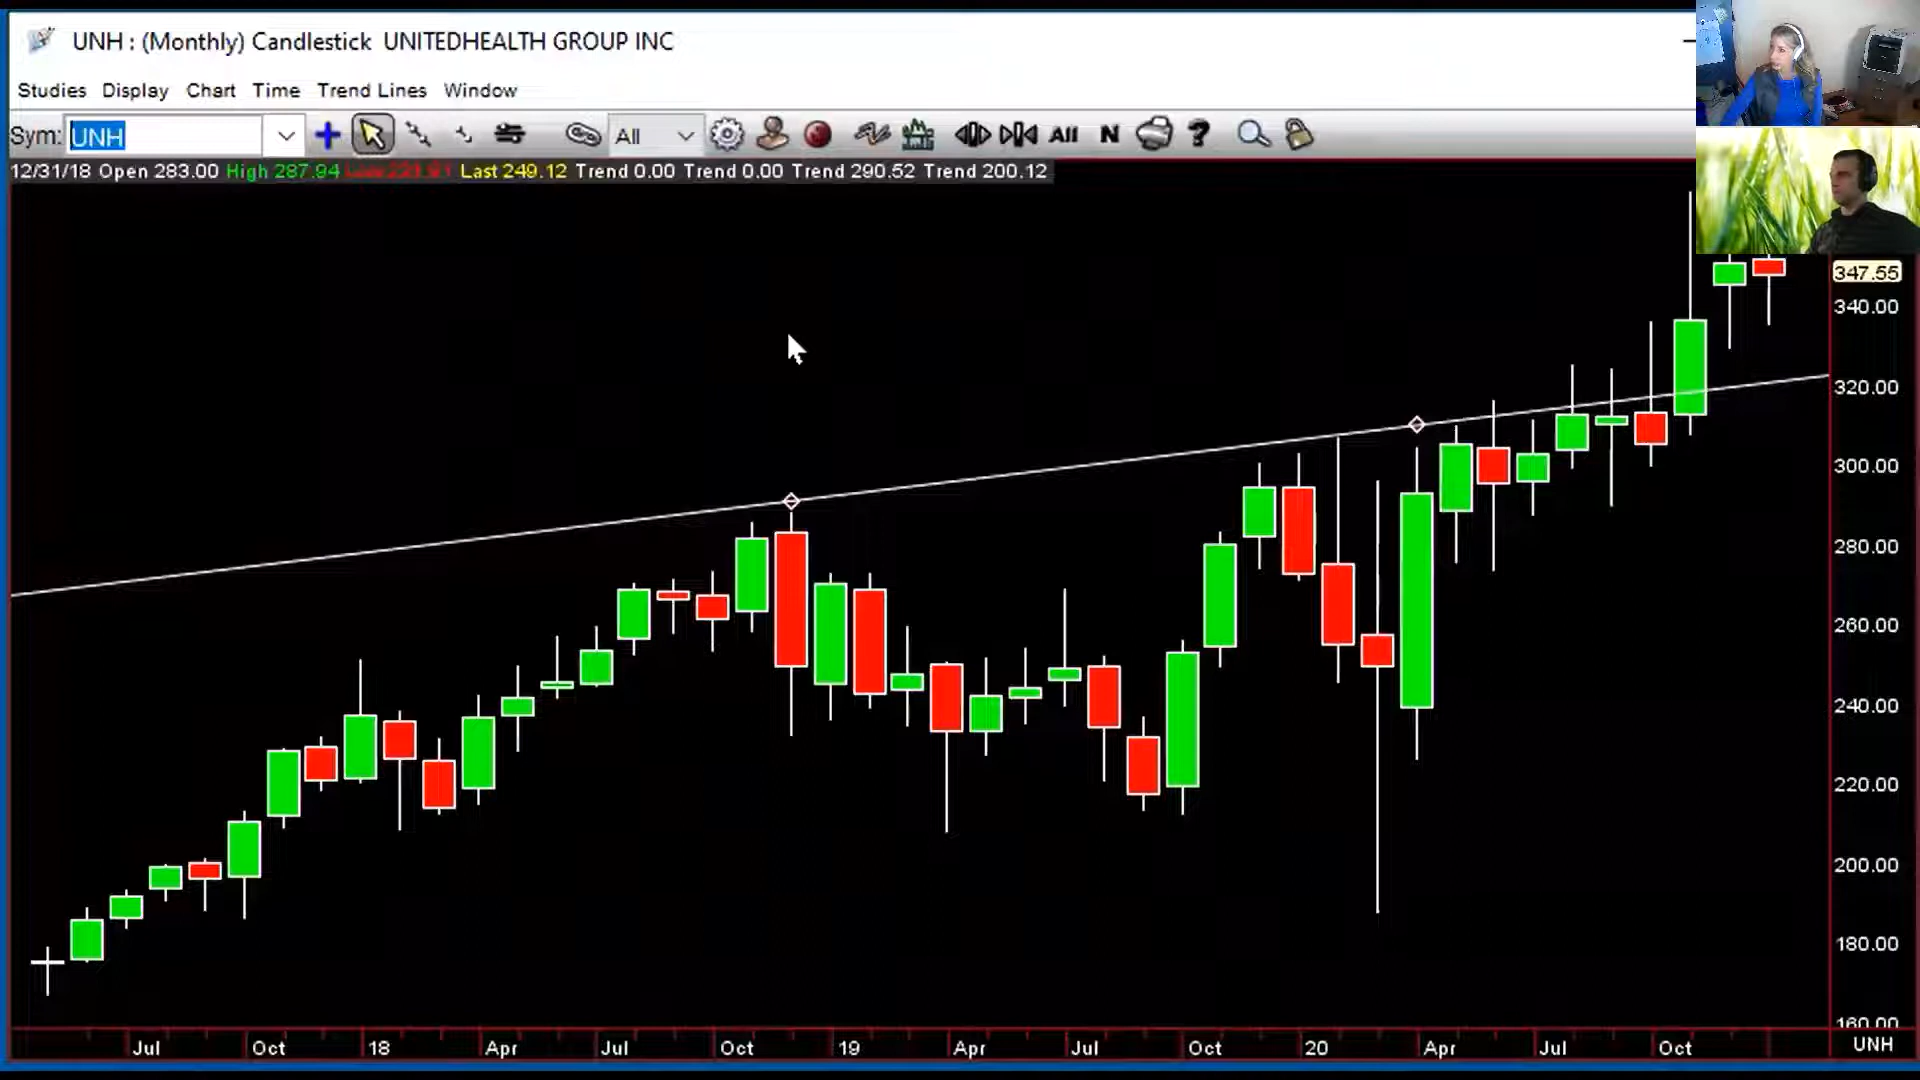 UNH : (Monthly) Candlestick UNITEDHEALTH GROUP INC
Studies Display Chart Time Trend Lines Window
Sym: UNH All All N ?
12/31/18 Open 283.00 High 287.94 Last 249.12 Trend 0.00 Trend 0.00 Trend 290.52 Trend 200.12
347.55
340.00
320.00
300.00
280.00
260.00
240.00
220.00
200.00
180.00
160.00
Jul Oct 18 Apr Jul Oct 19 Apr Jul Oct 20 Apr Jul Oct UNH